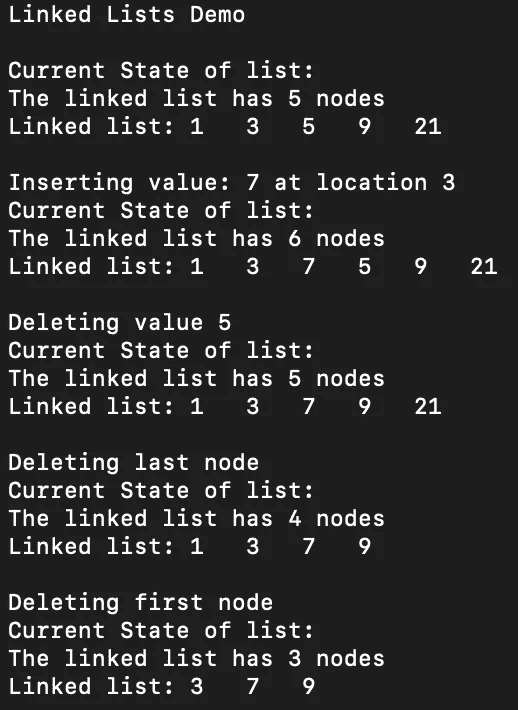 Linked Lists Demo
Current State of list:
The linked list has 5 nodes
Linked list: 1 3 5 9 21
Inserting value: 7 at location 3
Current State of list:
The linked list has 6 nodes
Linked list: 1 3 7 5 9 21
Deleting value 5
Current State of list:
The linked list has 5 nodes
Linked list: 1 3 7 9 21
Deleting last node
Current State of list:
The linked list has 4 nodes
Linked list: 1 3 7 9
Deleting first node
Current State of list:
The linked list has 3 nodes
Linked list: 3 7 9